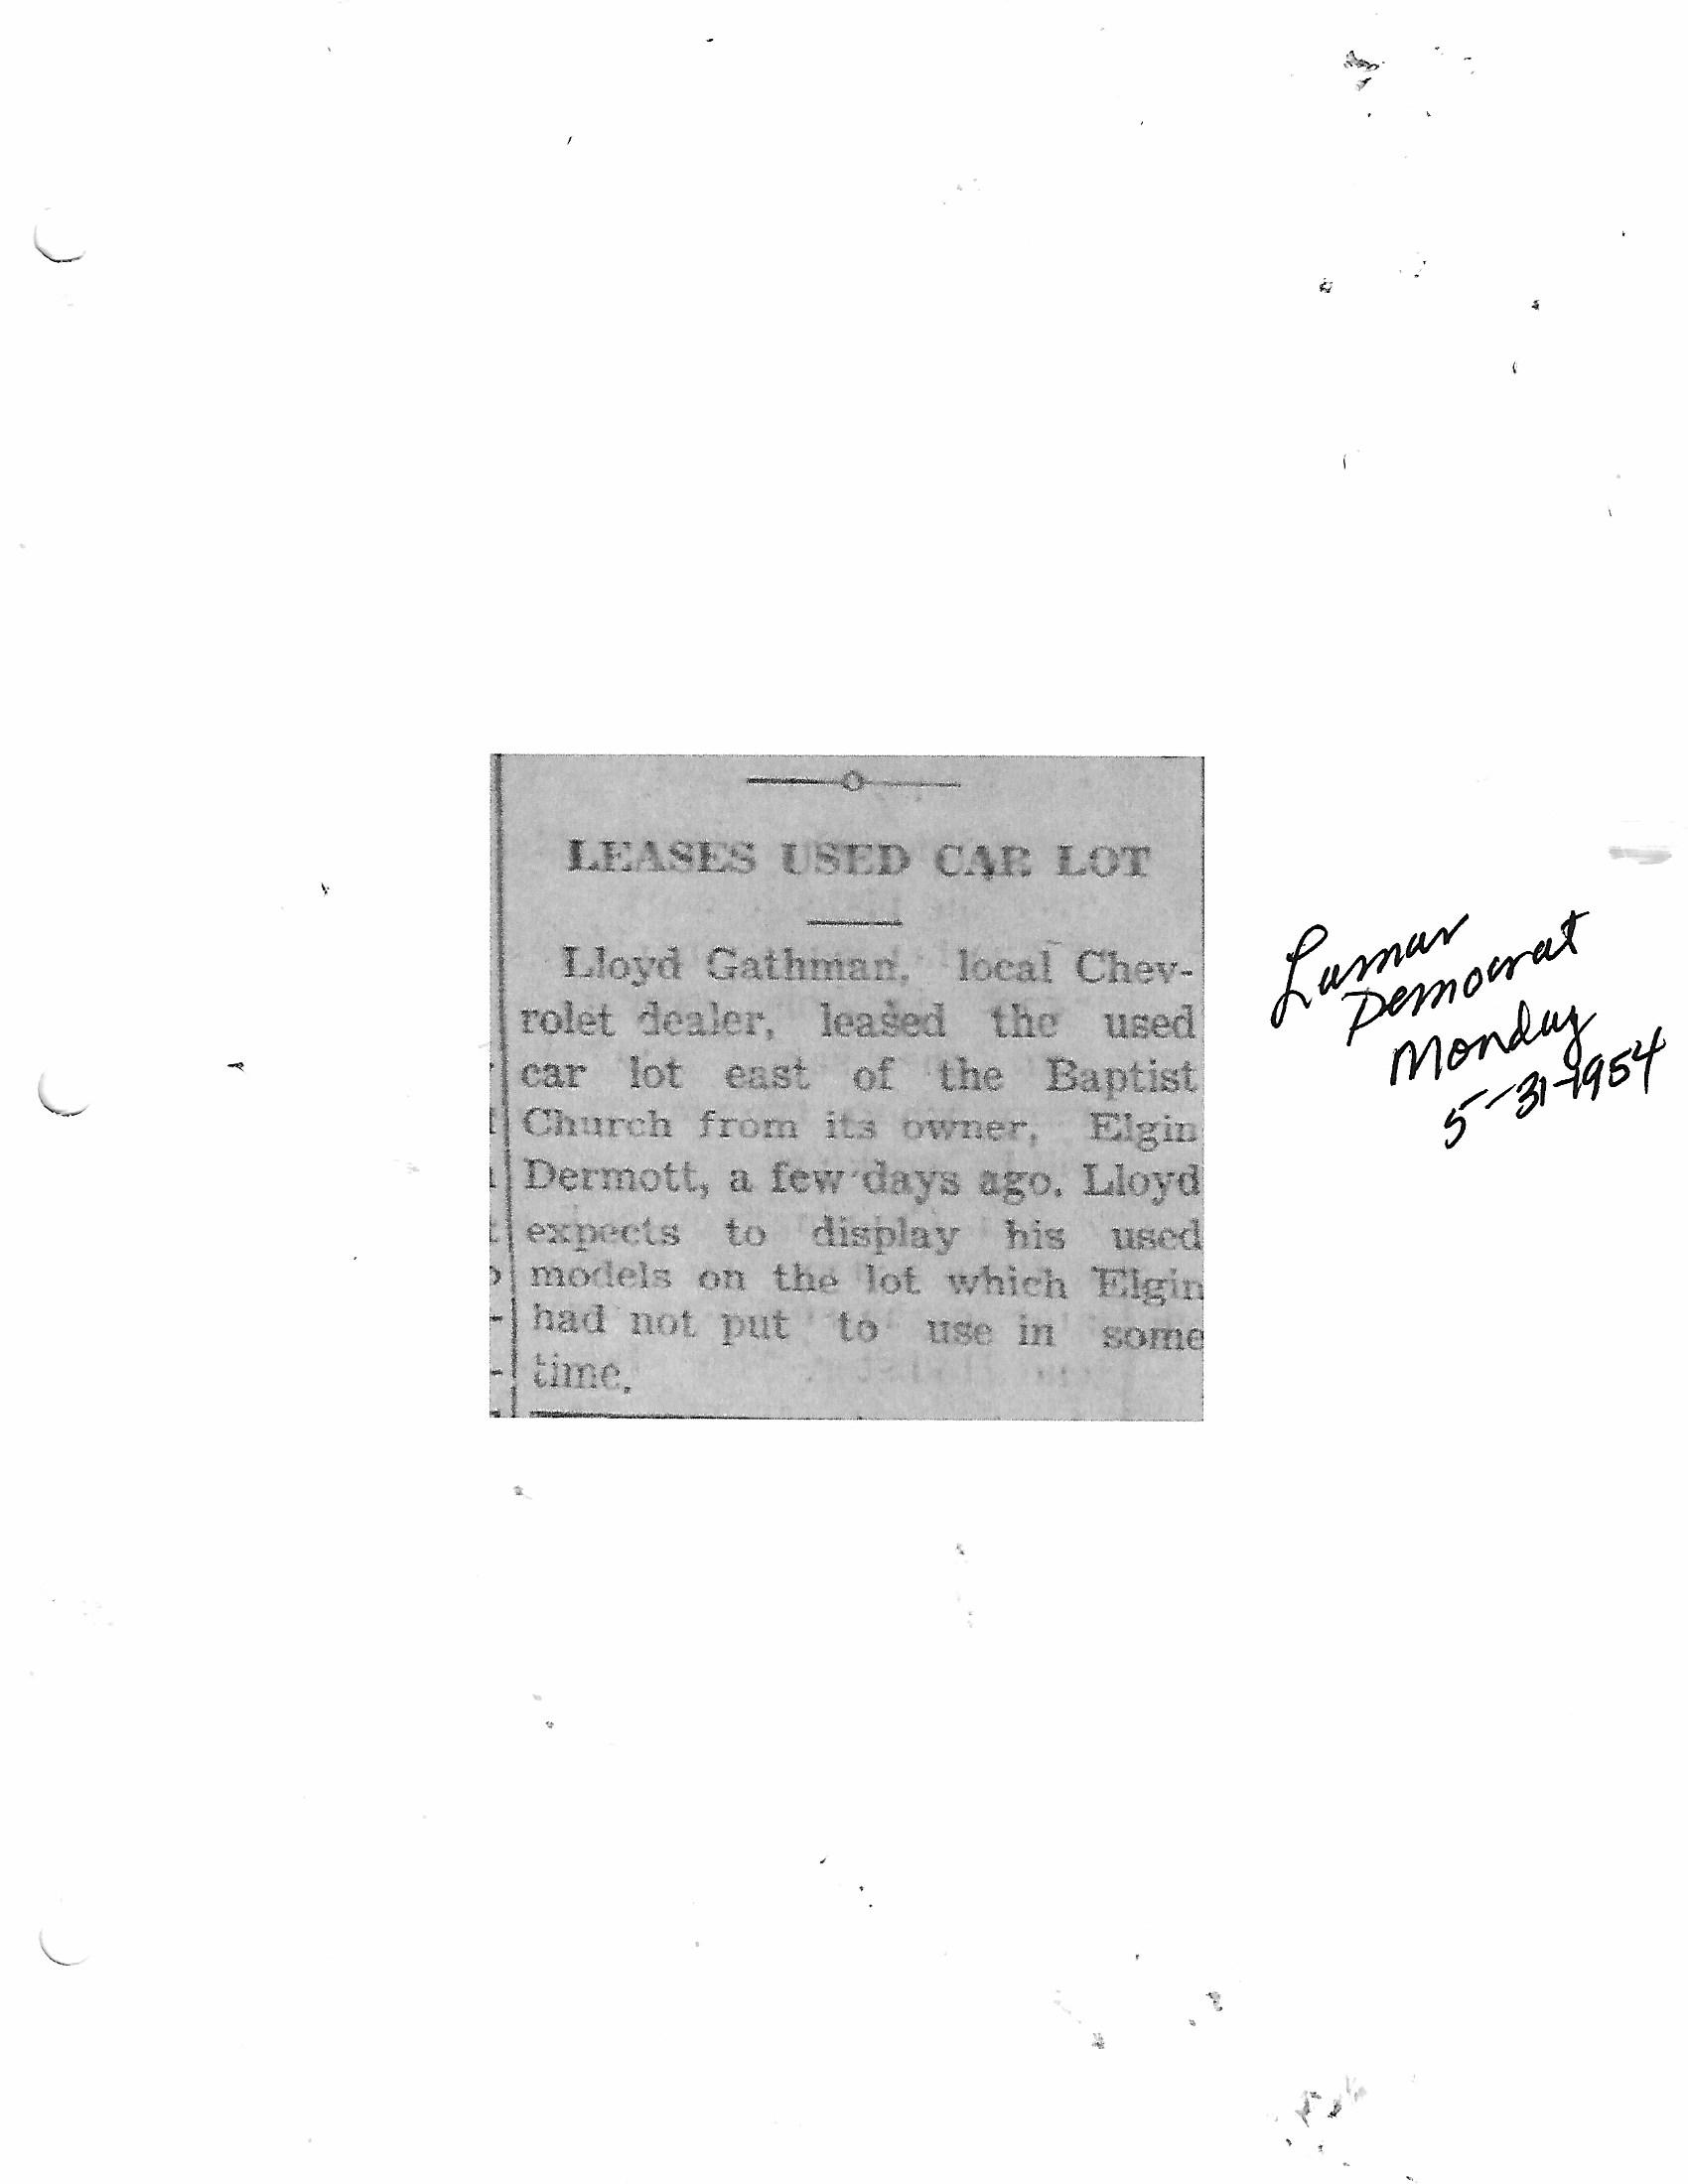 LEASES USED CAR LOT
Lloyd Gathman, local Chev-
rolet dealer, leased the used
car lot east of the Baptist
Church from its owner, Elgin
Dermott, a few days ago. Lloyd
expects to display his used
models on the lot which Elgin
had not put to use in some
time.
Lamar
Democrat
Monday
5-31-1954